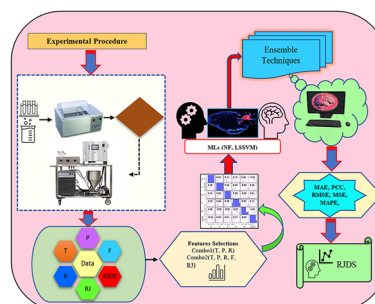 Experimental Procedure
Ensemble
Techniques
MLs (NF, LSSVM)
MAE, PCC,
RMSE, MSE,
MAPE,
P
T
F
Data
R
RJDS
RJ
Features Selections
Combo1(T, P, R)
Combo2(T, P, R, F,
RJ)
RJDS